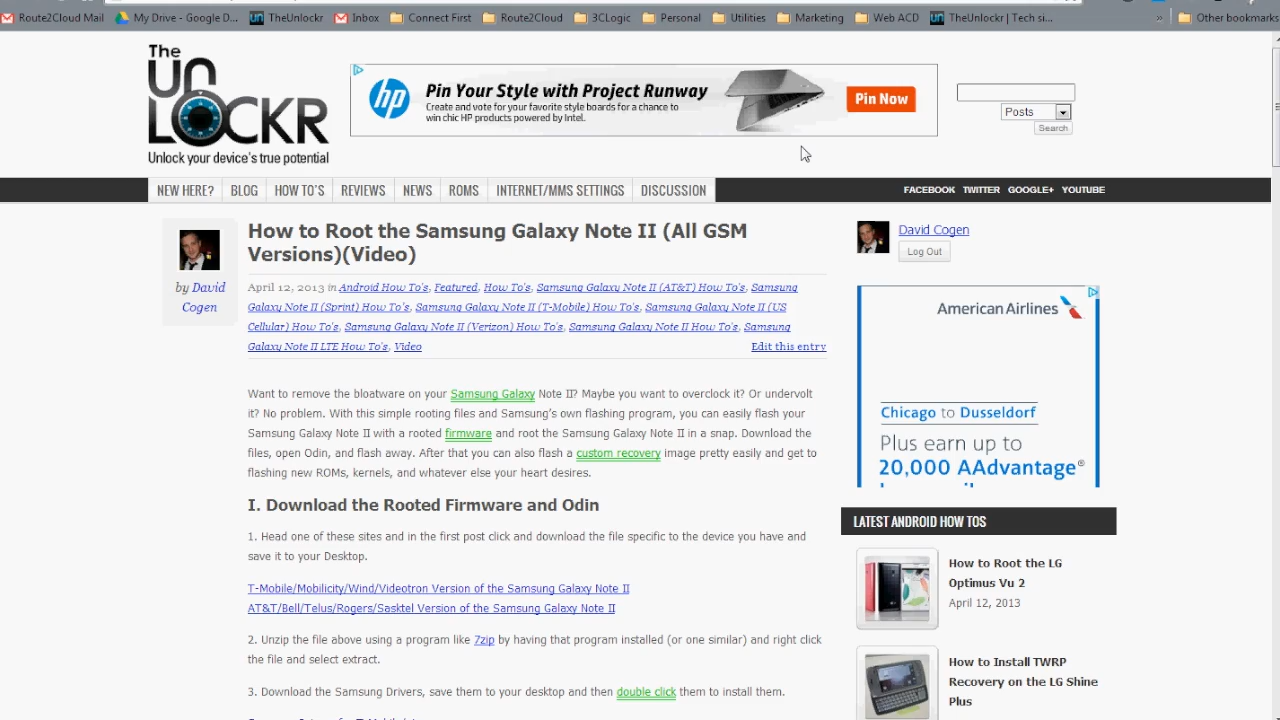 Route2Cloud Mail
My Drive - Google D...
TheUnlockr
Inbox
Connect First
Route2Cloud
3CLogic
Personal
Utilities
Marketing
Web ACD
TheUnlockr | Tech si...
»
Other bookmarks
The
UN
LOCKR
Unlock your device's true potential
hp
Pin Your Style with Project Runway
Create and vote for your favorite style boards for a chance to
win chic HP products powered by Intel.
Pin Now
Posts
Search
NEW HERE?
BLOG
HOW TO'S
REVIEWS
NEWS
ROMS
INTERNET/MMS SETTINGS
DISCUSSION
FACEBOOK
TWITTER
GOOGLE+
YOUTUBE
by David
Cogen
How to Root the Samsung Galaxy Note II (All GSM
Versions)(Video)
April 12, 2013 in Android How To's, Featured, How To's, Samsung Galaxy Note II (AT&T) How To's, Samsung
Galaxy Note II (Sprint) How To's, Samsung Galaxy Note II (T-Mobile) How To's, Samsung Galaxy Note II (US
Cellular) How To's, Samsung Galaxy Note II (Verizon) How To's, Samsung Galaxy Note II How To's, Samsung
Galaxy Note II LTE How To's, Video
Edit this entry
Want to remove the bloatware on your Samsung Galaxy Note II? Maybe you want to overclock it? Or undervolt
it? No problem. With this simple rooting files and Samsung's own flashing program, you can easily flash your
Samsung Galaxy Note II with a rooted firmware and root the Samsung Galaxy Note II in a snap. Download the
files, open Odin, and flash away. After that you can also flash a custom recovery image pretty easily and get to
flashing new ROMs, kernels, and whatever else your heart desires.
I. Download the Rooted Firmware and Odin
1. Head one of these sites and in the first post click and download the file specific to the device you have and
save it to your Desktop.
T-Mobile/Mobilicity/Wind/Videotron Version of the Samsung Galaxy Note II
AT&T/Bell/Telus/Rogers/Sasktel Version of the Samsung Galaxy Note II
2. Unzip the file above using a program like 7zip by having that program installed (or one similar) and right click
the file and select extract.
3. Download the Samsung Drivers, save them to your desktop and then double click them to install them.
David Cogen
Log Out
American Airlines
Chicago to Dusseldorf
Plus earn up to
20,000 AAdvantage®
LATEST ANDROID HOW TOS
How to Root the LG
Optimus Vu 2
April 12, 2013
How to Install TWRP
Recovery on the LG Shine
Plus